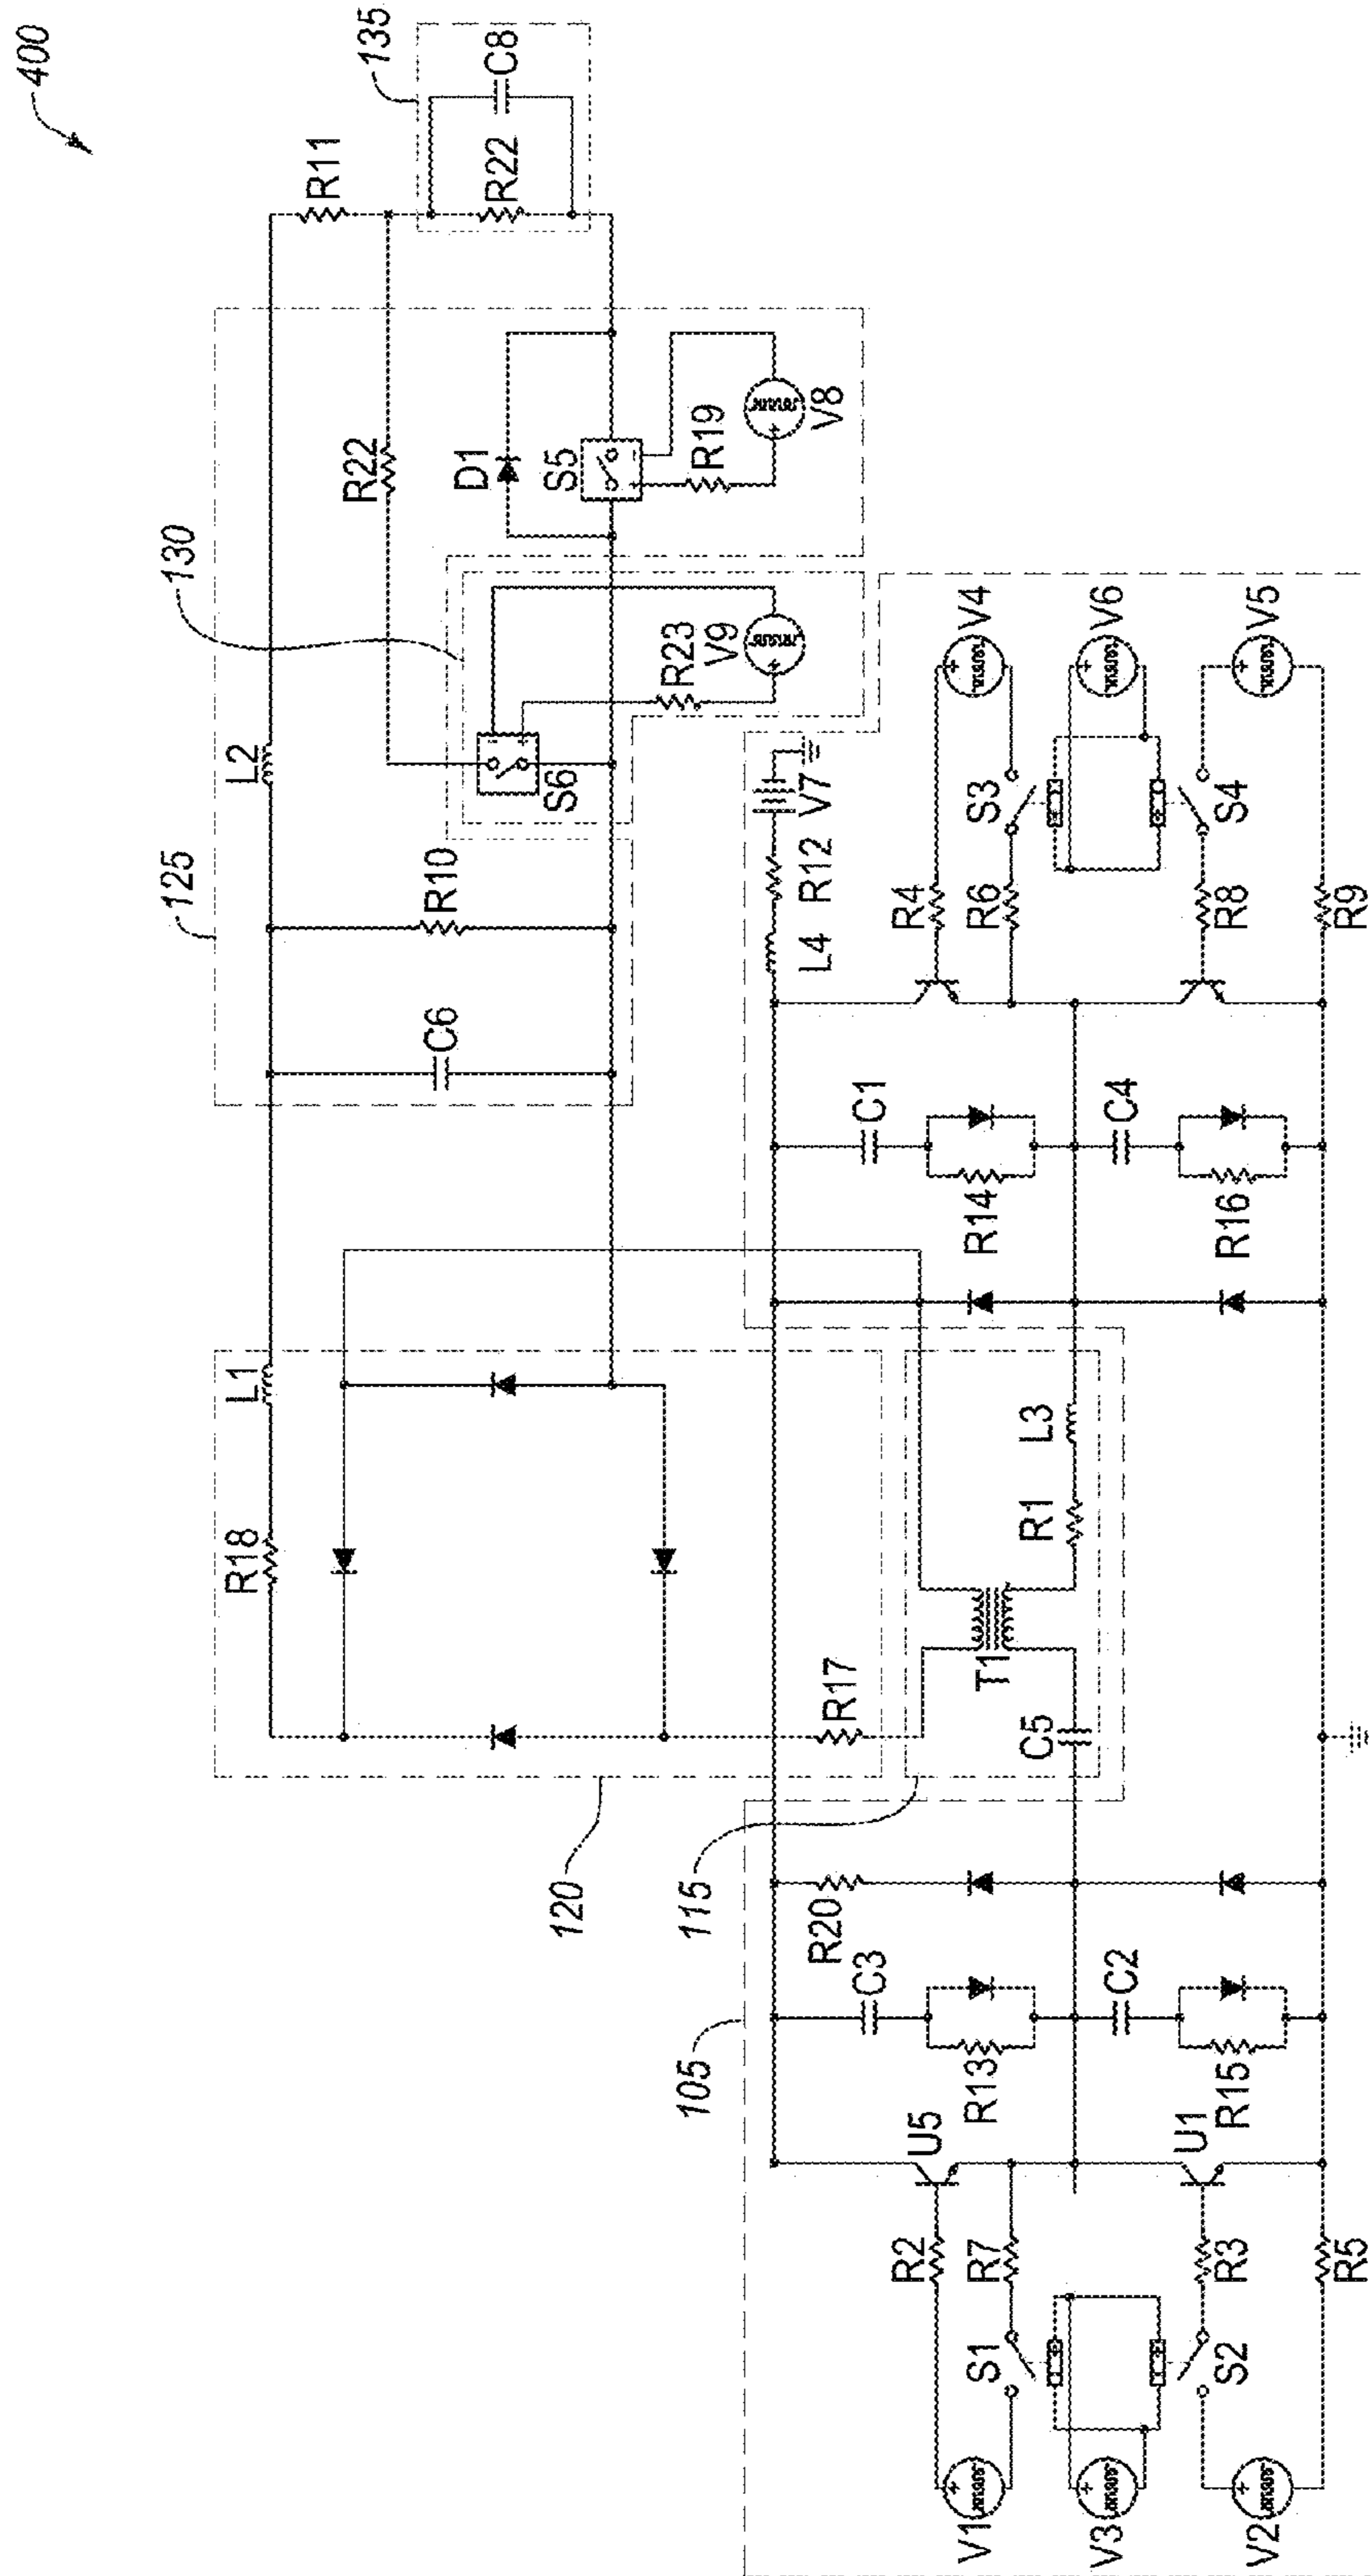 400
R11
135
C8
R22
125
L2
R22
130
D1
S5
R19
V8
R10
S6
R23
V9
C6
L1
R18
120
R17
V7
R12
L4
R4
V4
R6
S3
V6
S4
R8
V5
R9
C1
R14
C4
R16
L3
R1
T1
C5
115
105
R20
C3
R13
C2
R15
U5
U1
R2
R7
R3
R5
S1
S2
V1
V3
V2